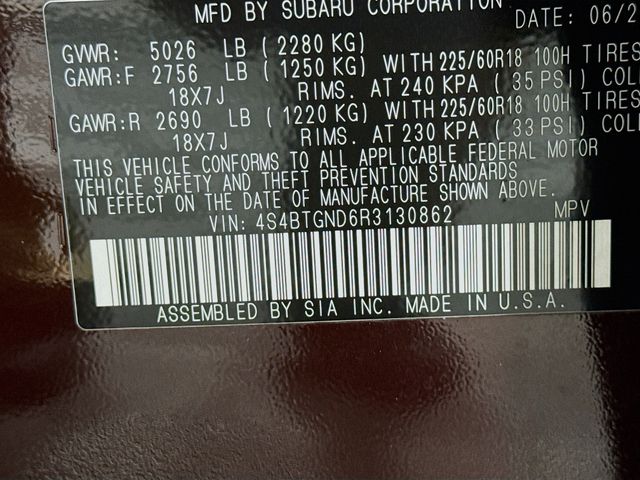 MFD BY SUBARU CORPORATION DATE: 06/2
GVWR: 5026 LB (2280 KG)
GAWR:F 2756 LB (1250 KG) WITH 225/60R18 100H TIRES
18X7J RIMS. AT 240 KPA (35 PSI) COL
GAWR:R 2690 LB (1220 KG) WITH 225/60R18 100H TIRES
18X7J RIMS. AT 230 KPA (33 PSI) COL
THIS VEHICLE CONFORMS TO ALL APPLICABLE FEDERAL MOTOR
VEHICLE SAFETY AND THEFT PREVENTION STANDARDS
IN EFFECT ON THE DATE OF MANUFACTURE SHOWN ABOVE.
VIN: 4S4BTGND6R3130862 MPV
ASSEMBLED BY SIA INC. MADE IN U.S.A.